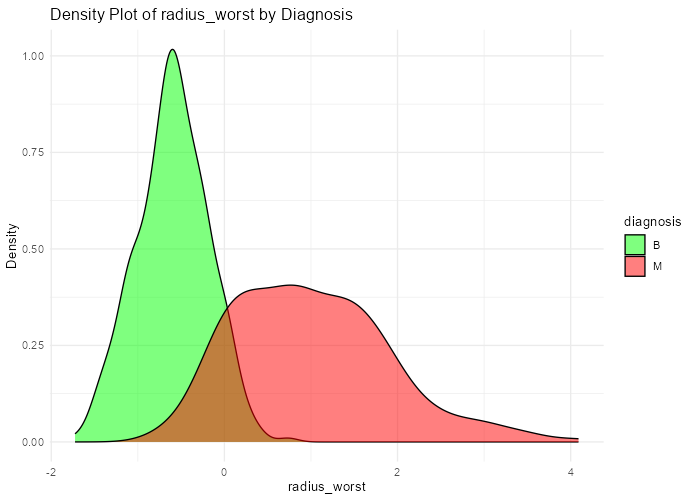 Density Plot of radius_worst by Diagnosis
1.00
0.75
0.50
0.25
0.00
Density
-2
0
2
4
radius_worst
diagnosis
B
M